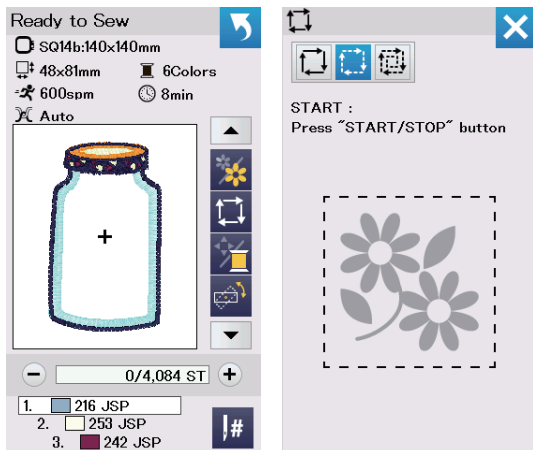 Ready to Sew
SQ14b:140x140mm
48x81mm 6Colors
600spm 8min
Auto
0/4,084 ST
1. 216 JSP
2. 253 JSP
3. 242 JSP
#
START :
Press "START/STOP" button